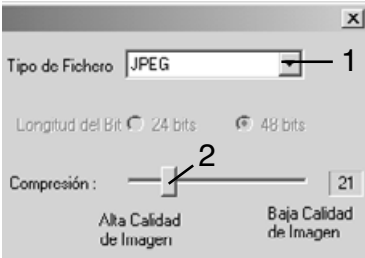 Tipo de Fichero JPEG 1
Longitud del Bit 24 bits 48 bits
2
Compresión : 21
Alta Calidad de Imagen
Baja Calidad de Imagen